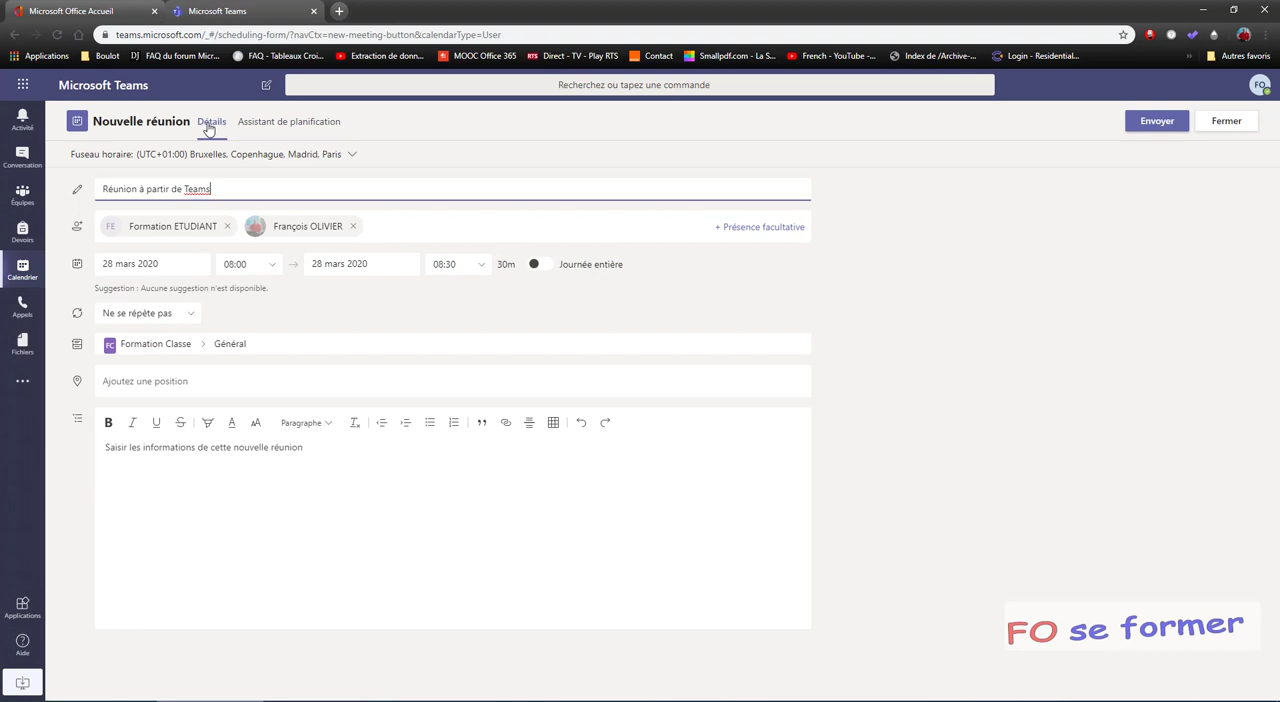 Microsoft Office Accueil
Microsoft Teams
teams.microsoft.com/_#/scheduling-form/?navCtx=new-meeting-button&calendarType=User
Applications
Boulot
FAQ du forum Micr...
FAQ - Tableaux Croi...
Extraction de donn...
MOOC Office 365
RTS Direct - TV - Play RTS
Contact
Smallpdf.com - La S...
French - YouTube -...
Index de /Archive-...
Login - Residential...
»
Autres favoris
Microsoft Teams
Recherchez ou tapez une commande
FO
Activité
Conversation
Équipes
Devoirs
Calendrier
Appels
Fichiers
Applications
Aide
Nouvelle réunion
Détails
Assistant de planification
Envoyer
Fermer
Fuseau horaire: (UTC+01:00) Bruxelles, Copenhague, Madrid, Paris
Réunion à partir de Teams
FE Formation ETUDIANT
François OLIVIER
+ Présence facultative
28 mars 2020
08:00
28 mars 2020
08:30
30m
Journée entière
Suggestion : Aucune suggestion n'est disponible.
Ne se répète pas
FC Formation Classe > Général
Ajoutez une position
B I U S A AA Paragraphe
Saisir les informations de cette nouvelle réunion
FO se former